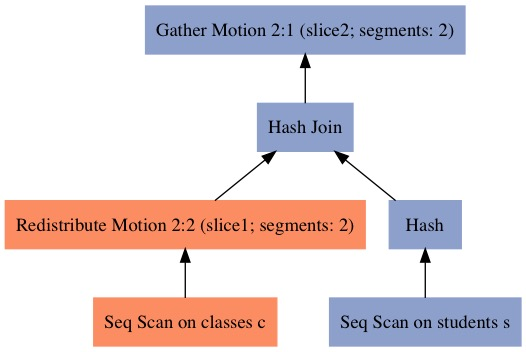 Gather Motion 2:1 (slice2; segments: 2)
Hash Join
Redistribute Motion 2:2 (slice1; segments: 2)
Hash
Seq Scan on classes c
Seq Scan on students s